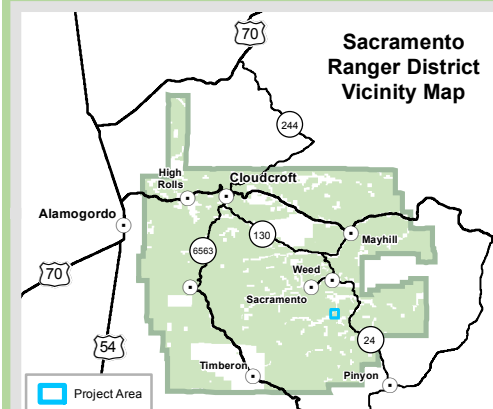 Sacramento
Ranger District
Vicinity Map
70
244
High
Rolls
Cloudcroft
Alamogordo
130
Mayhill
6563
70
Weed
Sacramento
54
24
Timberon
Pinyon
Project Area